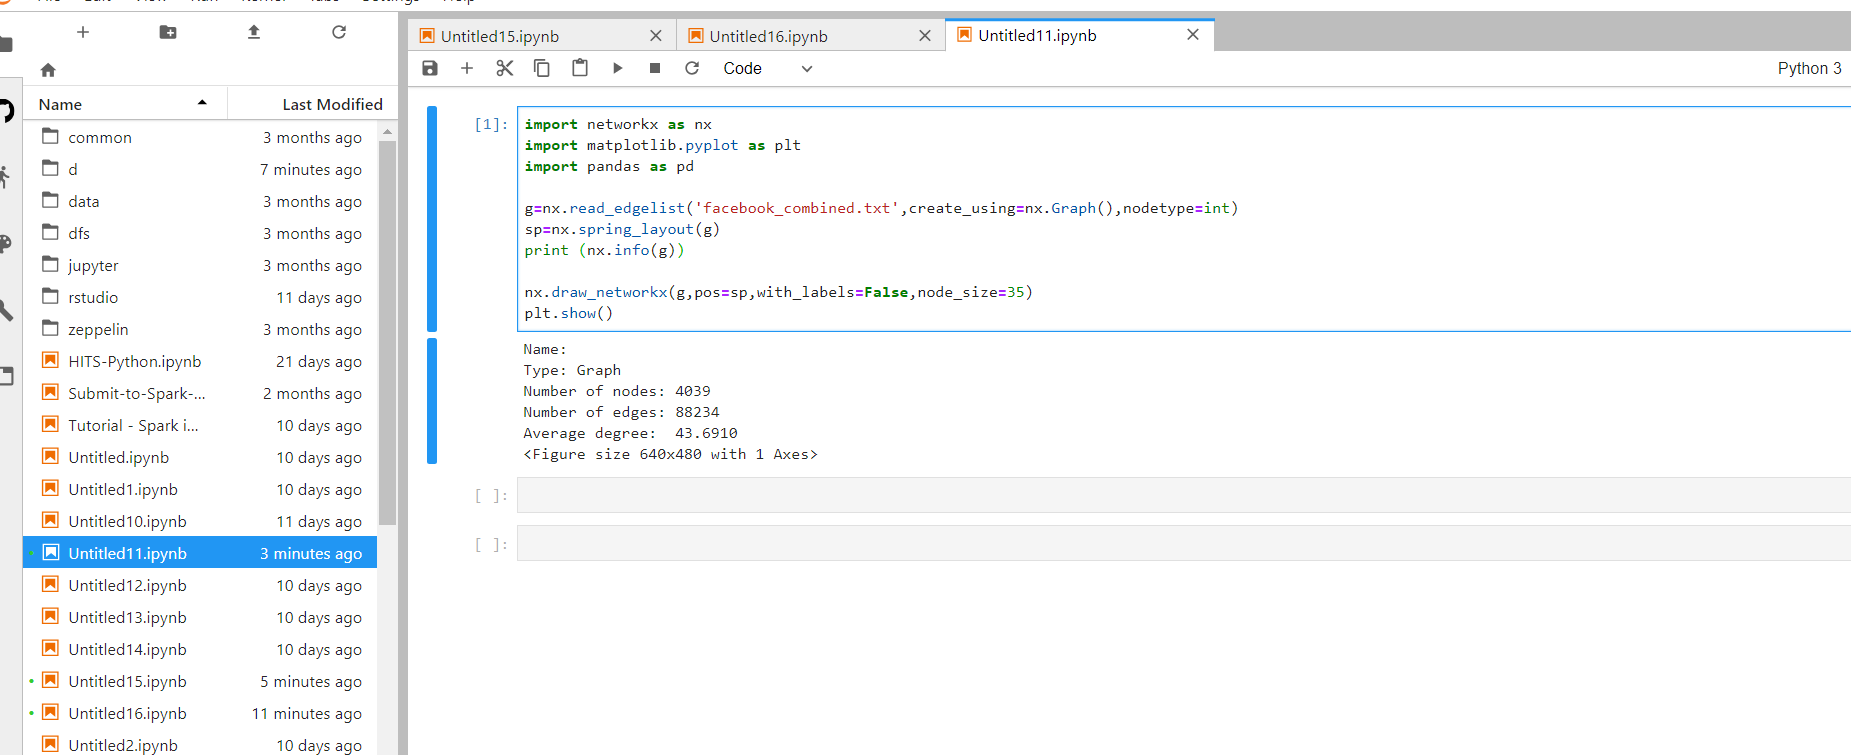 Untitled15.ipynb
Untitled16.ipynb
Untitled11.ipynb
Code
Python 3
Name Last Modified
common 3 months ago
d 7 minutes ago
data 3 months ago
dfs 3 months ago
jupyter 3 months ago
rstudio 11 days ago
zeppelin 3 months ago
HITS-Python.ipynb 21 days ago
Submit-to-Spark-... 2 months ago
Tutorial - Spark i... 10 days ago
Untitled.ipynb 10 days ago
Untitled1.ipynb 10 days ago
Untitled10.ipynb 11 days ago
Untitled11.ipynb 3 minutes ago
Untitled12.ipynb 10 days ago
Untitled13.ipynb 10 days ago
Untitled14.ipynb 10 days ago
Untitled15.ipynb 5 minutes ago
Untitled16.ipynb 11 minutes ago
Untitled2.ipynb 10 days ago
[1]:
import networkx as nx
import matplotlib.pyplot as plt
import pandas as pd
g=nx.read_edgelist('facebook_combined.txt',create_using=nx.Graph(),nodetype=int)
sp=nx.spring_layout(g)
print (nx.info(g))
nx.draw_networkx(g,pos=sp,with_labels=False,node_size=35)
plt.show()
Name:
Type: Graph
Number of nodes: 4039
Number of edges: 88234
Average degree:  43.6910
<Figure size 640x480 with 1 Axes>
[ ]:
[ ]: